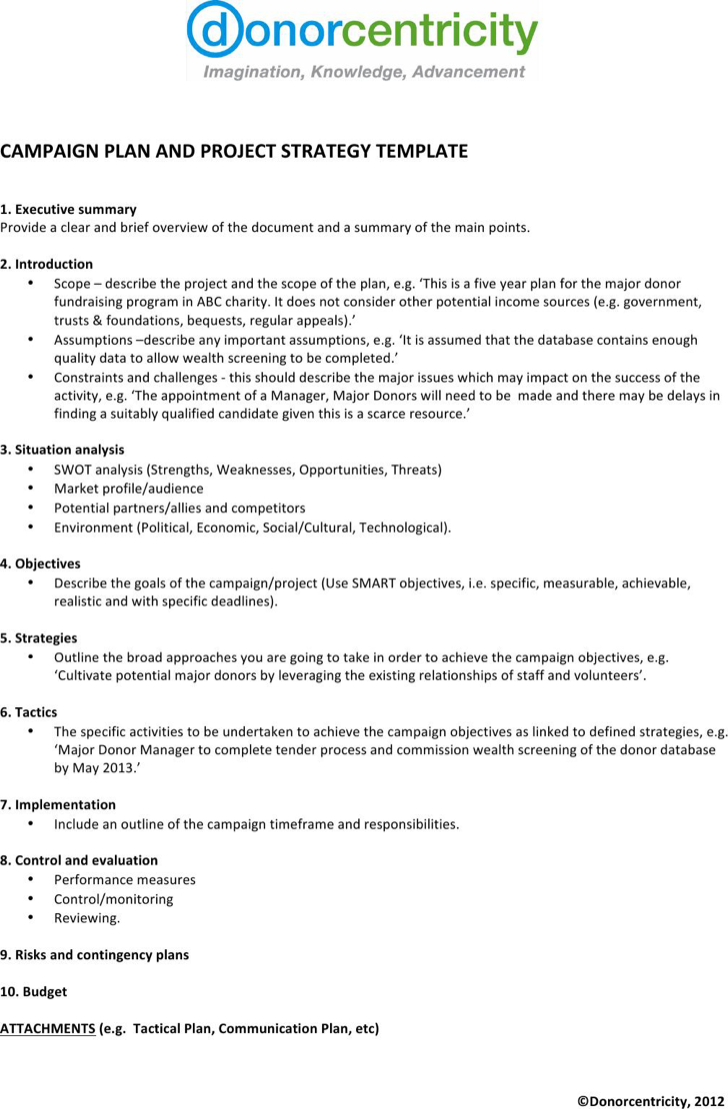 donorcentricity
Imagination, Knowledge, Advancement
CAMPAIGN PLAN AND PROJECT STRATEGY TEMPLATE
1. Executive summary
Provide a clear and brief overview of the document and a summary of the main points.
2. Introduction
• Scope – describe the project and the scope of the plan, e.g. ‘This is a five year plan for the major donor
fundraising program in ABC charity. It does not consider other potential income sources (e.g. government,
trusts & foundations, bequests, regular appeals).’
• Assumptions –describe any important assumptions, e.g. ‘It is assumed that the database contains enough
quality data to allow wealth screening to be completed.’
• Constraints and challenges - this should describe the major issues which may impact on the success of the
activity, e.g. ‘The appointment of a Manager, Major Donors will need to be  made and there may be delays in
finding a suitably qualified candidate given this is a scarce resource.’
3. Situation analysis
• SWOT analysis (Strengths, Weaknesses, Opportunities, Threats)
• Market profile/audience
• Potential partners/allies and competitors
• Environment (Political, Economic, Social/Cultural, Technological).
4. Objectives
• Describe the goals of the campaign/project (Use SMART objectives, i.e. specific, measurable, achievable,
realistic and with specific deadlines).
5. Strategies
• Outline the broad approaches you are going to take in order to achieve the campaign objectives, e.g.
‘Cultivate potential major donors by leveraging the existing relationships of staff and volunteers’.
6. Tactics
• The specific activities to be undertaken to achieve the campaign objectives as linked to defined strategies, e.g.
‘Major Donor Manager to complete tender process and commission wealth screening of the donor database
by May 2013.’
7. Implementation
• Include an outline of the campaign timeframe and responsibilities.
8. Control and evaluation
• Performance measures
• Control/monitoring
• Reviewing.
9. Risks and contingency plans
10. Budget
ATTACHMENTS (e.g.  Tactical Plan, Communication Plan, etc)
©Donorcentricity, 2012